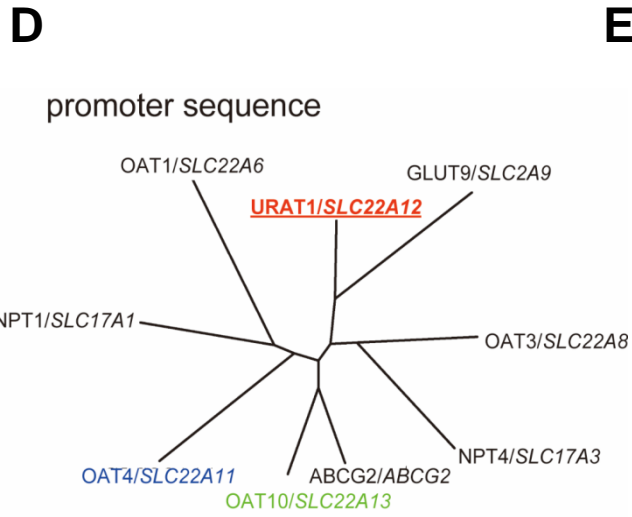 D
E
promoter sequence
OAT1/SLC22A6
GLUT9/SLC2A9
URAT1/SLC22A12
NPT1/SLC17A1
OAT3/SLC22A8
NPT4/SLC17A3
OAT4/SLC22A11
ABCG2/ABCG2
OAT10/SLC22A13